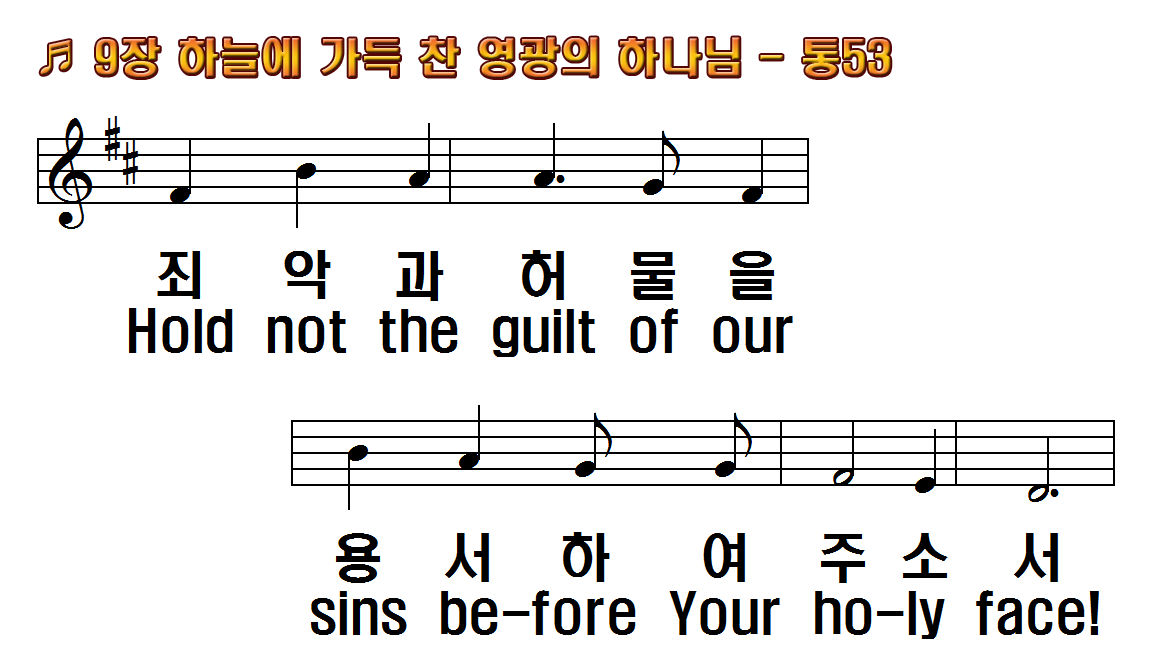 ♬ 9장 하늘에 가득 찬 영광의 하나님 - 통53
죄 악 과 허 물 을
Hold not the guilt of our
용 서 하 여 주 소 서
sins be-fore Your ho-ly face!